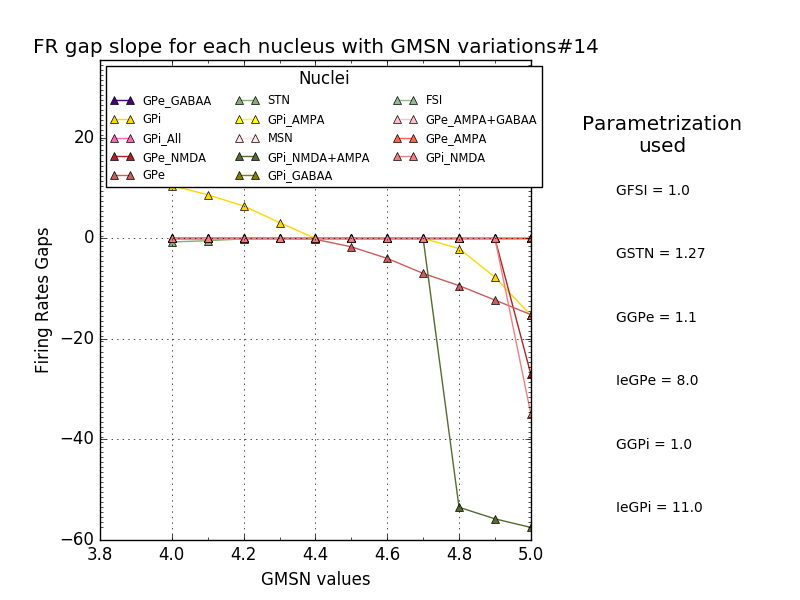 FR gap slope for each nucleus with GMSN variations#14
Nuclei
GPe_GABAA STN FSI
GPi GPi_AMPA GPe_AMPA+GABAA
GPi_All MSN GPe_AMPA
GPe_NMDA GPi_NMDA+AMPA GPi_NMDA
GPe GPi_GABAA
20
0
−20
−40
−60
Firing Rates Gaps
3.8 4.0 4.2 4.4 4.6 4.8 5.0
GMSN values
Parametrization
used
GFSI = 1.0
GSTN = 1.27
GGPe = 1.1
IeGPe = 8.0
GGPi = 1.0
IeGPi = 11.0